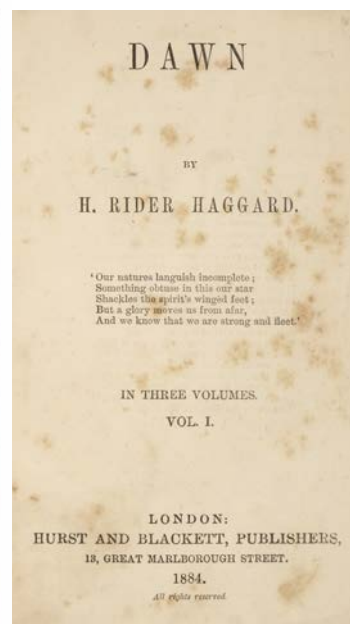 DAWN
BY
H. RIDER HAGGARD.
'Our natures languish incomplete;
Something obtuse in this our star
Shackles the spirit's wingèd feet;
But a glory moves us from afar,
And we know that we are strong and fleet.'
IN THREE VOLUMES.
VOL. I.
LONDON:
HURST AND BLACKETT, PUBLISHERS,
13, GREAT MARLBOROUGH STREET.
1884.
All rights reserved.